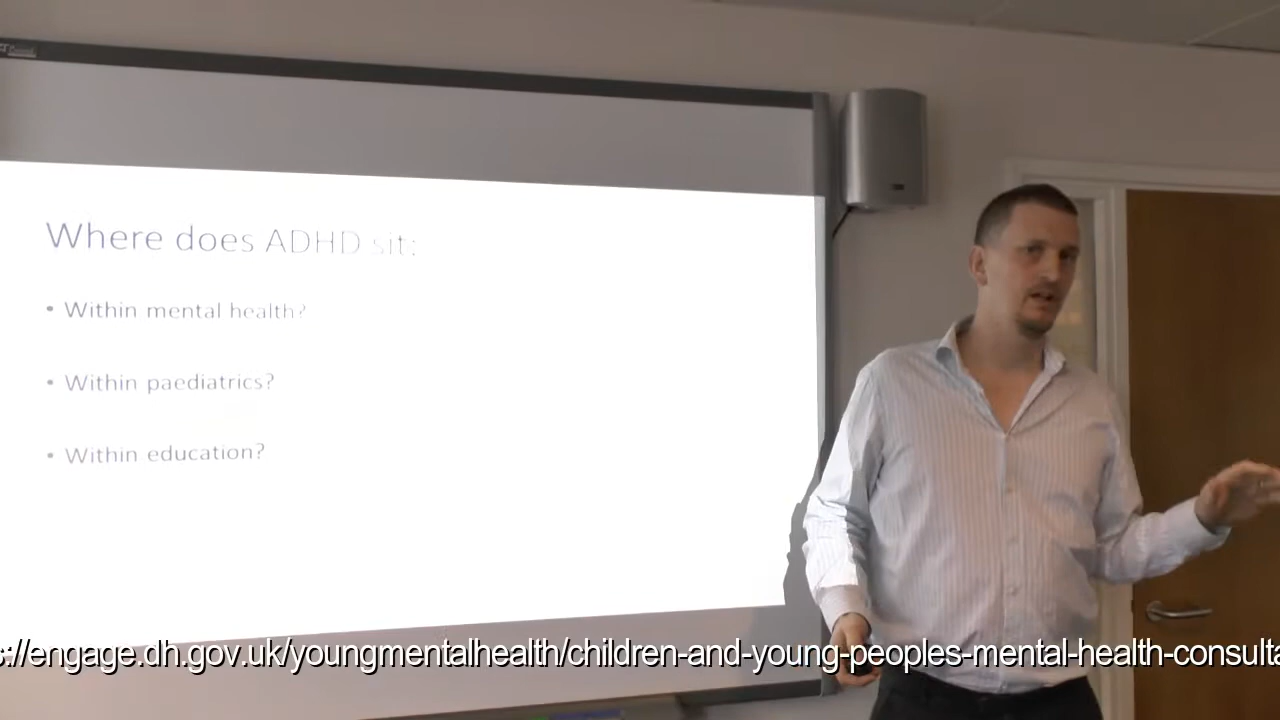 Where does ADHD sit:
• Within mental health?
• Within paediatrics?
• Within education?
s://engage.dh.gov.uk/youngmentalhealth/children-and-young-peoples-mental-health-consulta